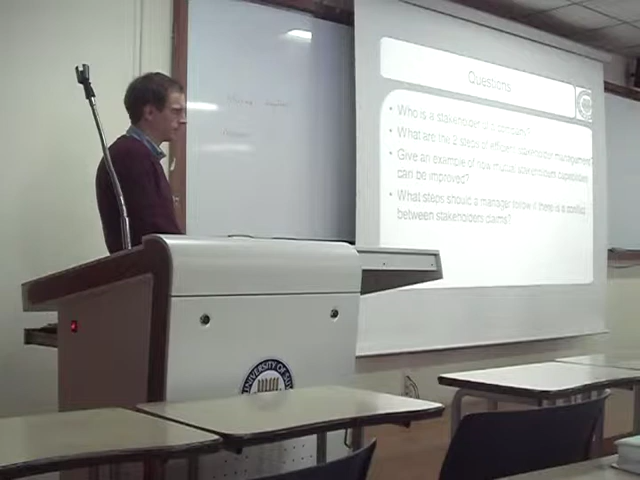 Questions
• Who is a stakeholder of a company?
• What are the 2 steps of efficient stakeholder management?
• Give an example of how mutual stakeholders
can be improved?
• What steps should a manager follow if there is a conflict
between stakeholders claims?
UNIVERSITY OF